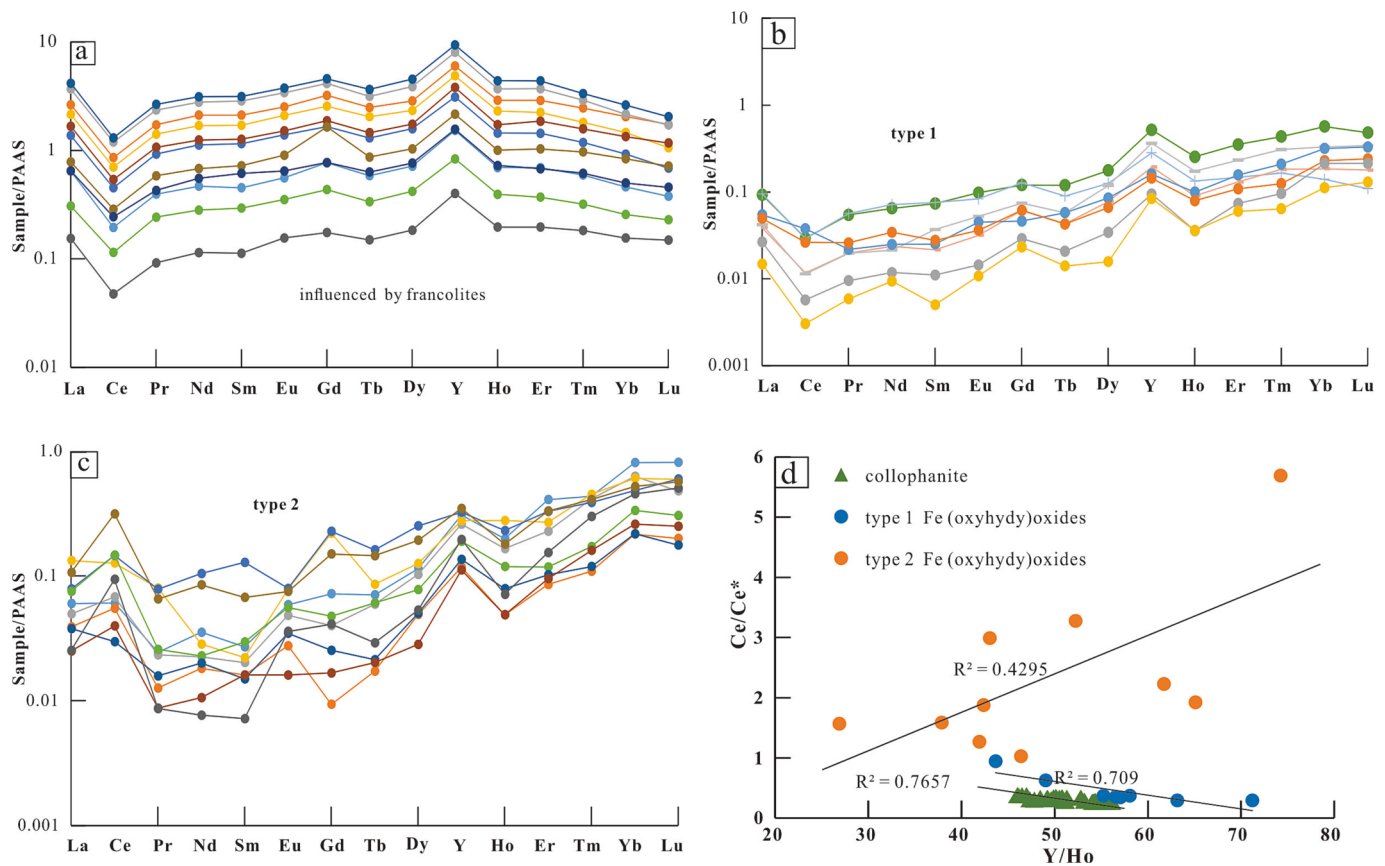 a
10
1
0.1
0.01
Sample/PAAS
influenced by francolites
La Ce Pr Nd Sm Eu Gd Tb Dy Y Ho Er Tm Yb Lu
b
10
1
0.1
0.01
0.001
Sample/PAAS
type 1
La Ce Pr Nd Sm Eu Gd Tb Dy Y Ho Er Tm Yb Lu
c
1.0
0.1
0.01
0.001
Sample/PAAS
type 2
La Ce Pr Nd Sm Eu Gd Tb Dy Y Ho Er Tm Yb Lu
d
6
5
4
3
2
1
0
Ce/Ce*
collophanite
type 1 Fe (oxyhydy)oxides
type 2 Fe (oxyhydy)oxides
R² = 0.4295
R² = 0.7657
R² = 0.709
20 40 50 60 70 80
Y/Ho